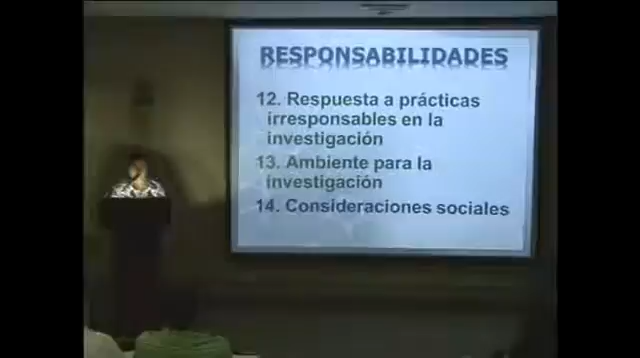 RESPONSABILIDADES
12. Respuesta a prácticas
irresponsables en la
investigación
13. Ambiente para la
investigación
14. Consideraciones sociales